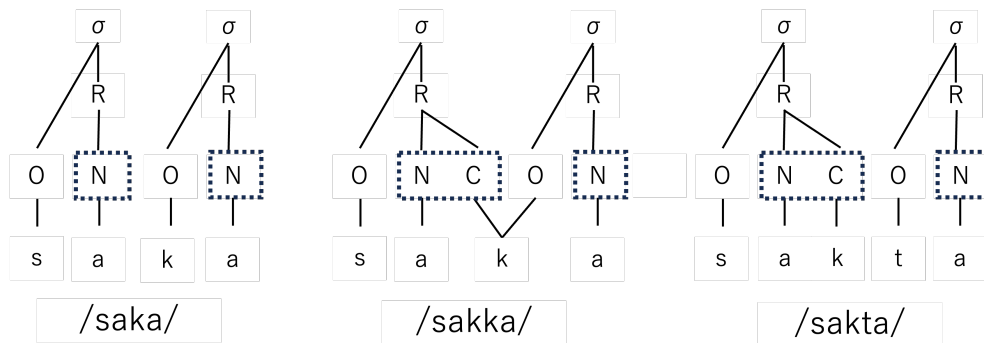 σ σ σ σ σ σ
R R R R R R
O N O N O N C O N O N C O N
s a k a s a k a s a k t a
/saka/ /sakka/ /sakta/